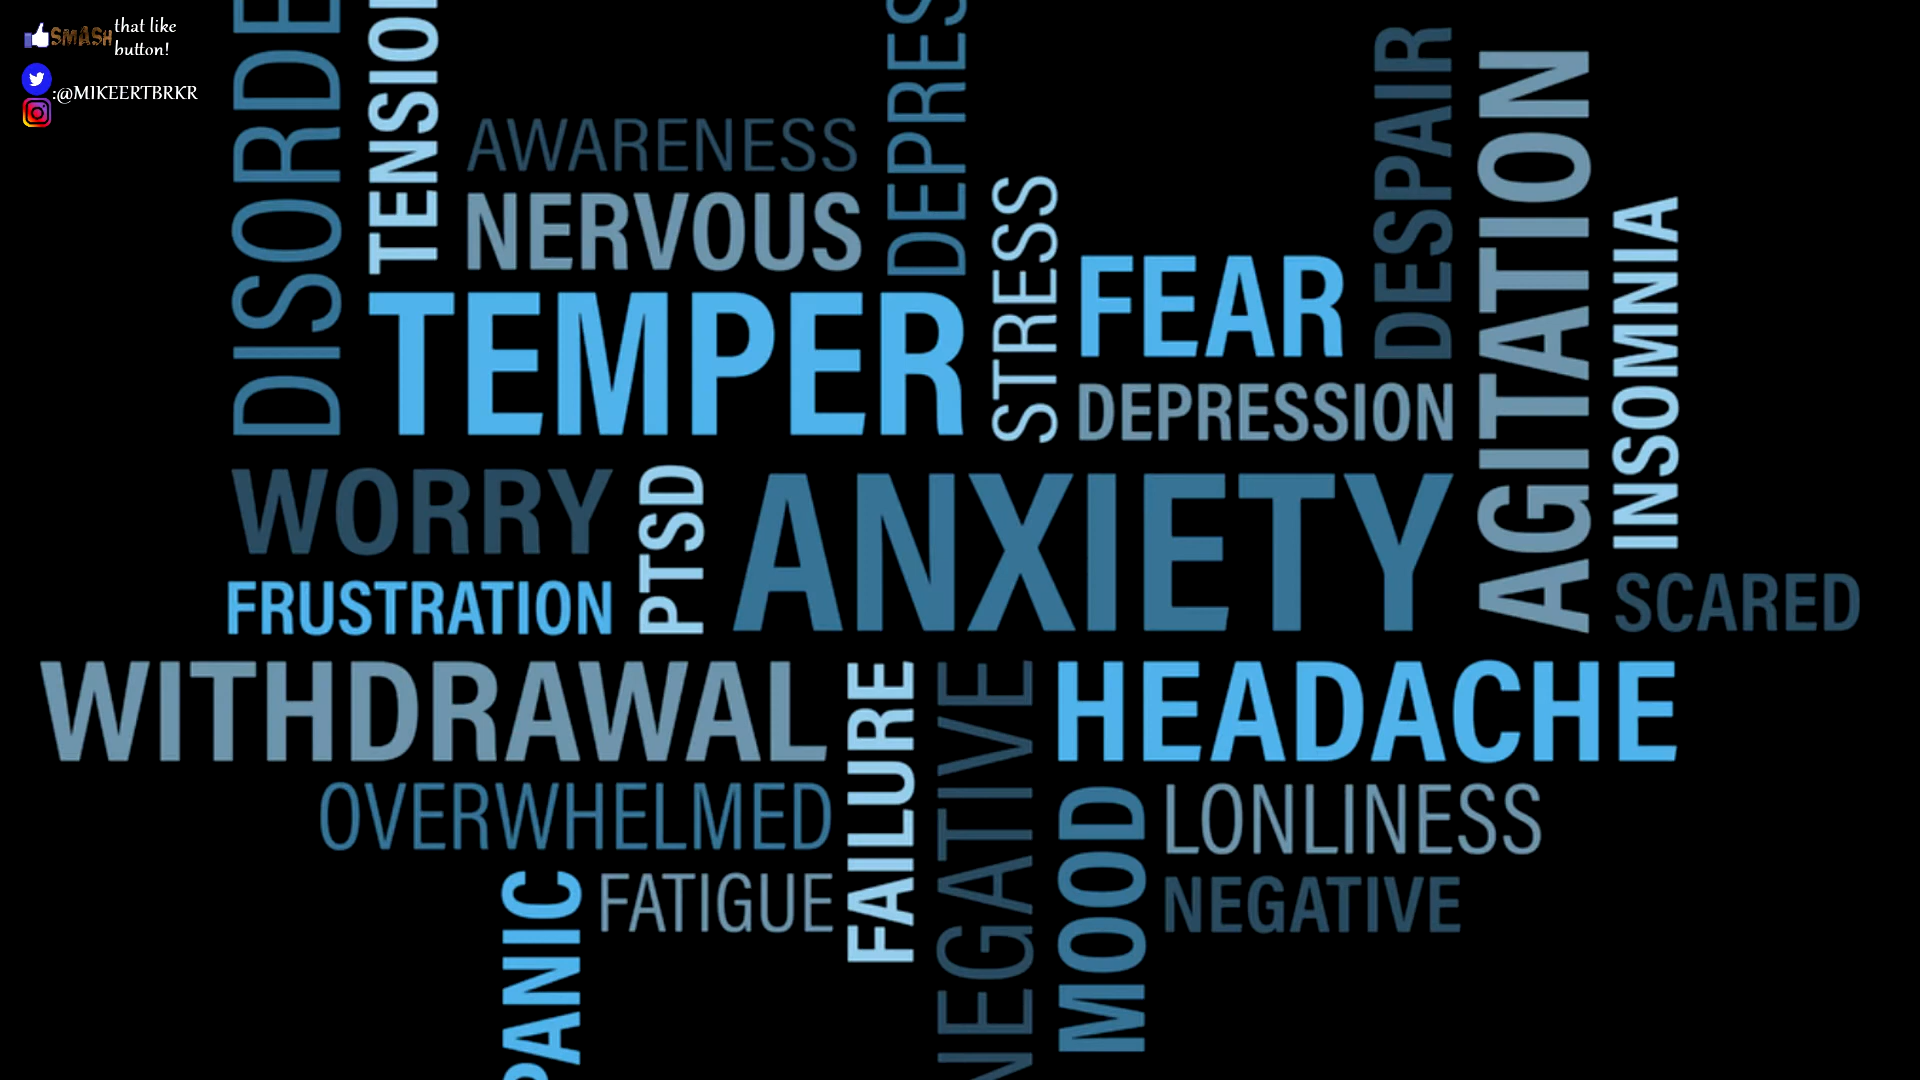 SMASH that like
button!
:@MIKEERTBRKR
DISORDE
TENSIO
AWARENESS
NERVOUS
DEPRES
TEMPER
STRESS
FEAR
DESPAIR
DEPRESSION
AGITATION
INSOMNIA
WORRY
PTSD
ANXIETY
FRUSTRATION
SCARED
WITHDRAWAL
FAILURE
NEGATIVE
HEADACHE
OVERWHELMED
MOOD
LONLINESS
PANIC
FATIGUE
NEGATIVE